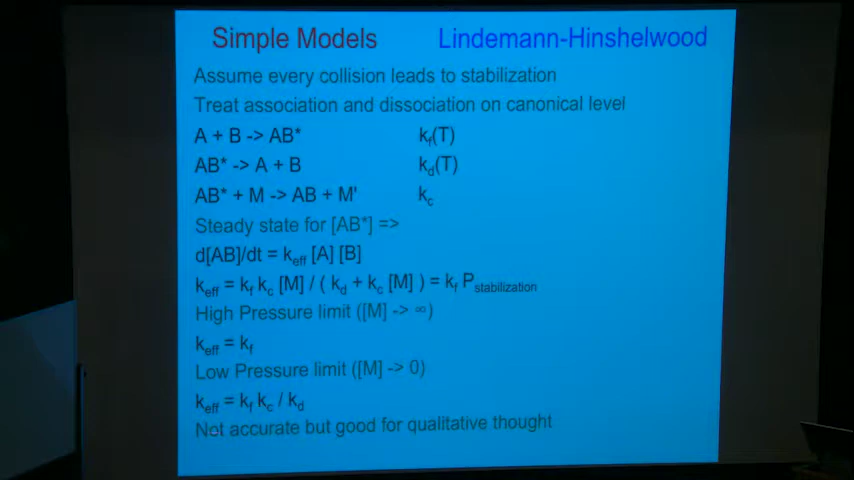 Simple Models Lindemann-Hinshelwood
Assume every collision leads to stabilization
Treat association and dissociation on canonical level
A + B -> AB* kf(T)
AB* -> A + B kd(T)
AB* + M -> AB + M' kc
Steady state for [AB*] =>
d[AB]/dt = keff [A] [B]
keff = kf kc [M] / ( kd + kc [M] ) = kf Pstabilization
High Pressure limit ([M] -> ∞)
keff = kf
Low Pressure limit ([M] -> 0)
keff = kf kc / kd
Not accurate but good for qualitative thought